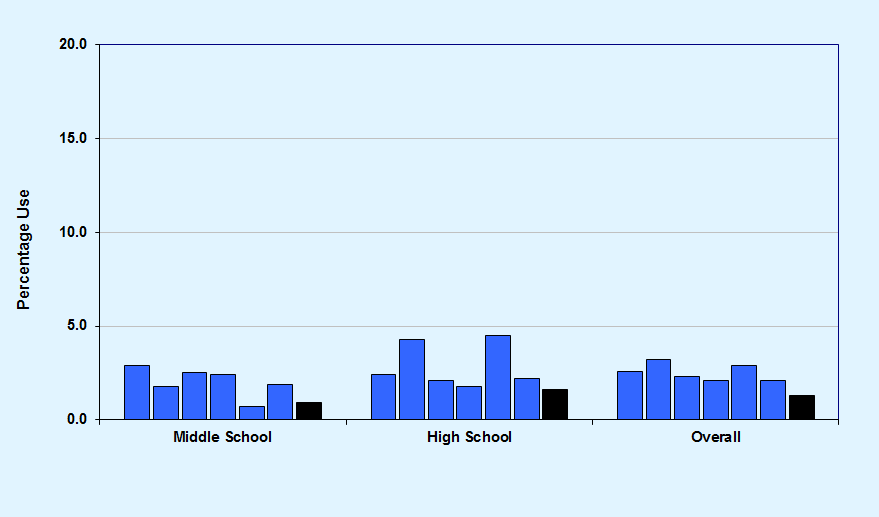 20.0
15.0
10.0
5.0
0.0
Percentage Use
Middle School
High School
Overall